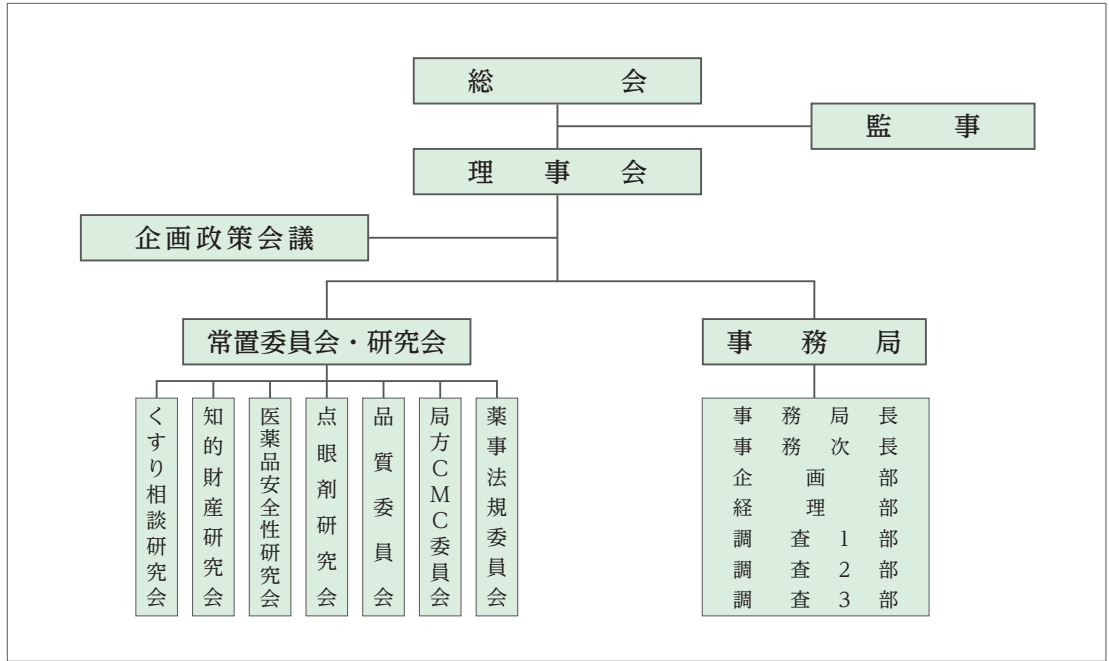 総会
監事
理事会
企画政策会議
常置委員会・研究会
事務局
くすり相談研究会
知的財産研究会
医薬品安全性研究会
点眼剤研究会
品質委員会
局方CMC委員会
薬事法規委員会
事務局長
事務次長
企画部
経理部
調査1部
調査2部
調査3部